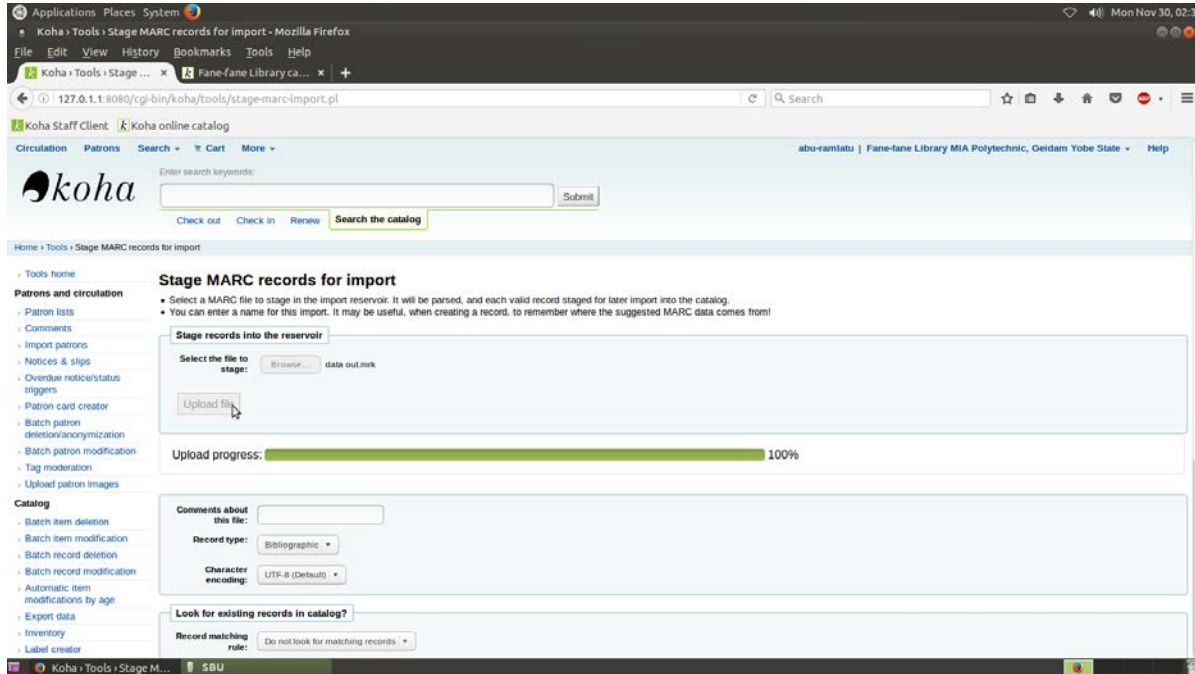 Applications Places System Mon Nov 30, 02:3
Koha › Tools › Stage MARC records for import - Mozilla Firefox
File Edit View History Bookmarks Tools Help
Koha › Tools › Stage ... × Fane-fane Library ca... × +
127.0.1.1:8080/cgi-bin/koha/tools/stage-marc-import.pl Search
Koha Staff Client Koha online catalog
Circulation Patrons Search Cart More abu-ramlatu | Fane-fane Library MIA Polytechnic, Geidam Yobe State Help
koha
Enter search keywords:
Submit
Check out Check in Renew Search the catalog
Home › Tools › Stage MARC records for import
Tools home
Patrons and circulation
Patron lists
Comments
Import patrons
Notices & slips
Overdue notice/status
triggers
Patron card creator
Batch patron
deletion/anonymization
Batch patron modification
Tag moderation
Upload patron images
Catalog
Batch item deletion
Batch item modification
Batch record deletion
Batch record modification
Automatic item
modifications by age
Export data
Inventory
Label creator
Stage MARC records for import
• Select a MARC file to stage in the import reservoir. It will be parsed, and each valid record staged for later import into the catalog.
• You can enter a name for this import. It may be useful, when creating a record, to remember where the suggested MARC data comes from!
Stage records into the reservoir
Select the file to
stage: Browse... data out.mrk
Upload file
Upload progress: 100%
Comments about
this file:
Record type: Bibliographic
Character
encoding: UTF-8 (Default)
Look for existing records in catalog?
Record matching
rule: Do not look for matching records
Koha › Tools › Stage M... SBU